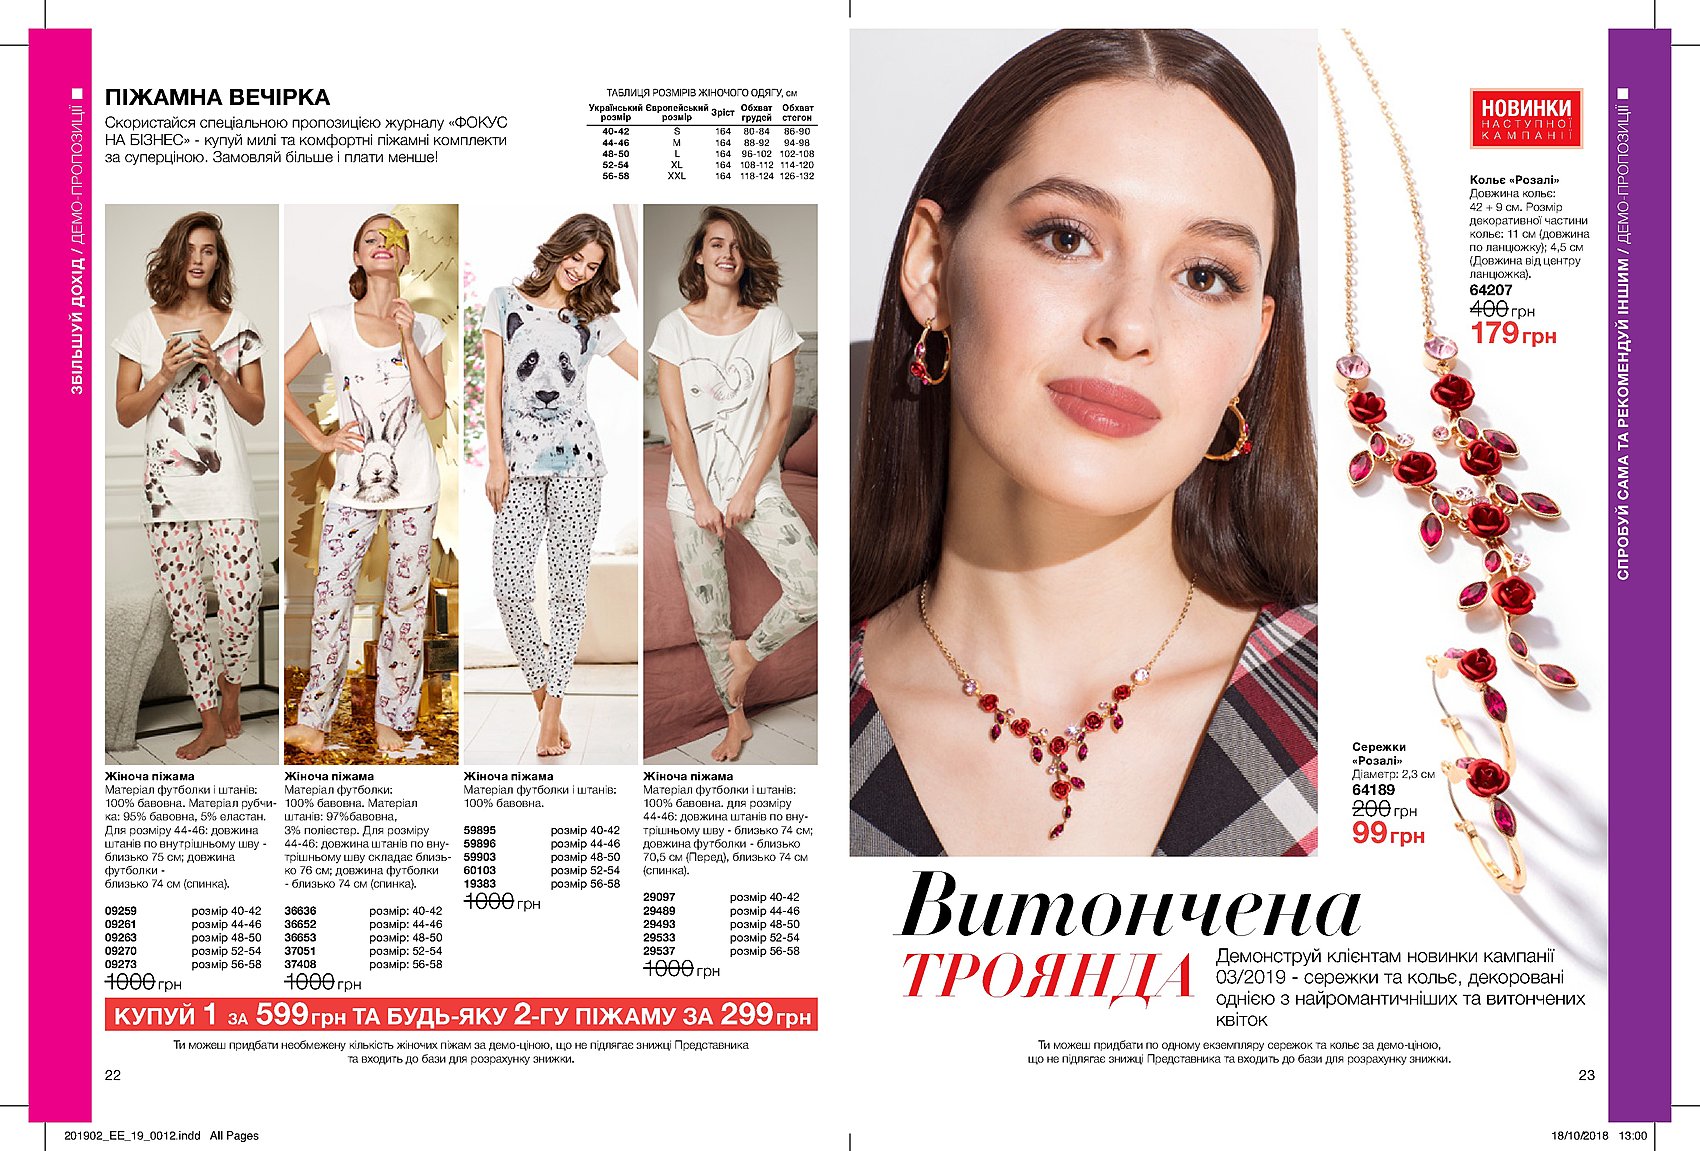 ЗБІЛЬШУЙ ДОХІД / ДЕМО-ПРОПОЗИЦІЇ
ПІЖАМНА ВЕЧІРКА
Скористайся спеціальною пропозицією журналу «ФОКУС
НА БІЗНЕС» - купуй милі та комфортні піжамні комплекти
за суперціною. Замовляй більше і плати менше!
ТАБЛИЦЯ РОЗМІРІВ ЖІНОЧОГО ОДЯГУ, см
Український розмір Європейський розмір Зріст Обхват грудей Обхват стегон
40-42 S 164 80-84 86-90
44-46 M 164 88-92 94-98
48-50 L 164 96-102 102-108
52-54 XL 164 108-112 114-120
56-58 XXL 164 118-124 126-132
Жіноча піжама
Матеріал футболки і штанів:
100% бавовна. Матеріал рубчи-
ка: 95% бавовна, 5% еластан.
Для розміру 44-46: довжина
штанів по внутрішньому шву -
близько 75 см; довжина
футболки -
близько 74 см (спинка).
09259 розмір 40-42
09261 розмір 44-46
09263 розмір 48-50
09270 розмір 52-54
09273 розмір 56-58
1000 грн
Жіноча піжама
Матеріал футболки:
100% бавовна. Матеріал
штанів: 97%бавовна,
3% поліестер. Для розміру
44-46: довжина штанів по вну-
трішньому шву складає близь-
ко 76 см; довжина футболки
- близько 74 см (спинка).
36636 розмір: 40-42
36652 розмір: 44-46
36653 розмір: 48-50
37051 розмір: 52-54
37408 розмір: 56-58
1000 грн
Жіноча піжама
Матеріал футболки і штанів:
100% бавовна.
59895 розмір 40-42
59896 розмір 44-46
59903 розмір 48-50
60103 розмір 52-54
19383 розмір 56-58
1000 грн
Жіноча піжама
Матеріал футболки і штанів:
100% бавовна. для розміру
44-46: довжина штанів по вну-
трішньому шву - близько 74 см;
довжина футболки - близько
70,5 см (Перед), близько 74 см
(спинка).
29097 розмір 40-42
29489 розмір 44-46
29493 розмір 48-50
29533 розмір 52-54
29537 розмір 56-58
1000 грн
КУПУЙ 1 ЗА 599 грн ТА БУДЬ-ЯКУ 2-ГУ ПІЖАМУ ЗА 299 грн
Ти можеш придбати необмежену кількість жіночих піжам за демо-ціною, що не підлягає знижці Представника
та входить до бази для розрахунку знижки.
22
201902_EE_19_0012.indd All Pages
НОВИНКИ
НАСТУПНОЇ
КАМПАНІЇ
Кольє «Розалі»
Довжина кольє:
42 + 9 см. Розмір
декоративної частини
кольє: 11 см (довжина
по ланцюжку); 4,5 см
(Довжина від центру
ланцюжка).
64207
400 грн
179 грн
Сережки
«Розалі»
Діаметр: 2,3 см
64189
200 грн
99 грн
Витончена
ТРОЯНДА
Демонструй клієнтам новинки кампанії
03/2019 - сережки та кольє, декоровані
однією з найромантичніших та витончених
квіток
Ти можеш придбати по одному екземпляру сережок та кольє за демо-ціною,
що не підлягає знижці Представника та входить до бази для розрахунку знижки.
23
СПРОБУЙ САМА ТА РЕКОМЕНДУЙ ІНШИМ / ДЕМО-ПРОПОЗИЦІЇ
18/10/2018 13:00